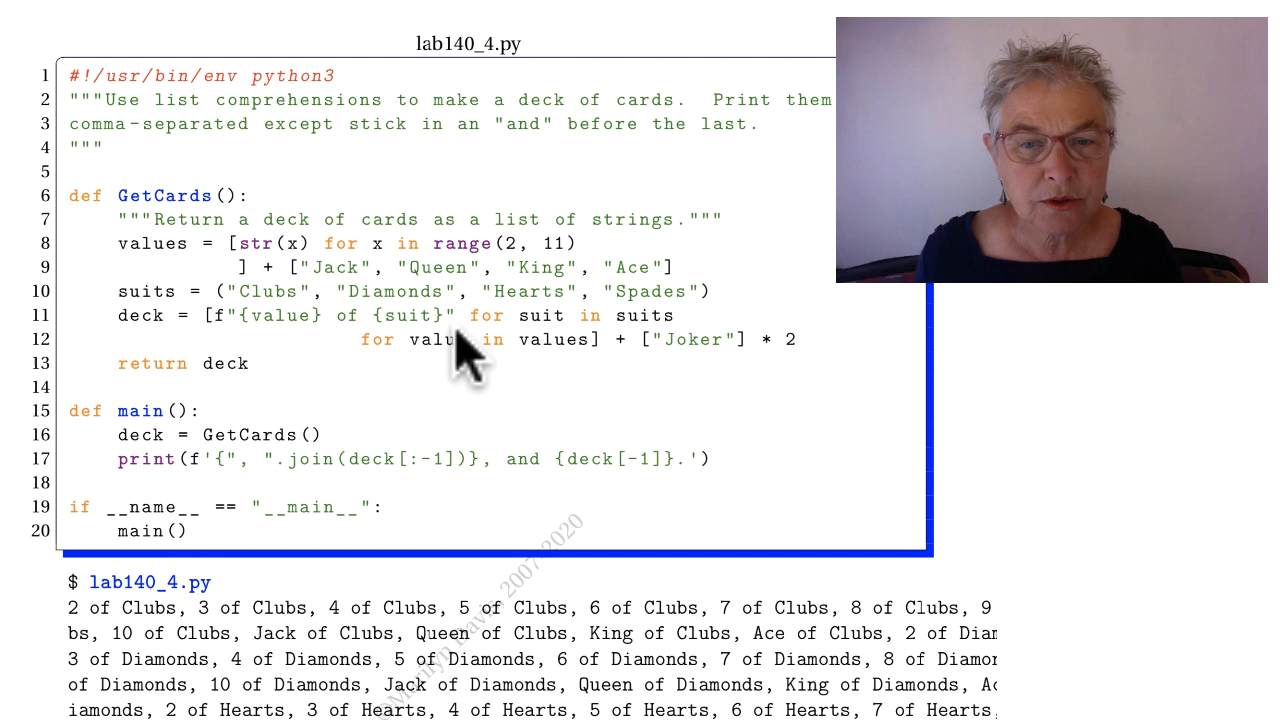 lab140_4.py
1 #!/usr/bin/env python3
2 """Use list comprehensions to make a deck of cards.  Print them
3 comma-separated except stick in an "and" before the last.
4 """
5
6 def GetCards():
7     """Return a deck of cards as a list of strings."""
8     values = [str(x) for x in range(2, 11)
9               ] + ["Jack", "Queen", "King", "Ace"]
10     suits = ("Clubs", "Diamonds", "Hearts", "Spades")
11     deck = [f"{value} of {suit}" for suit in suits
12                         for valu in values] + ["Joker"] * 2
13     return deck
14
15 def main():
16     deck = GetCards()
17     print(f'{", ".join(deck[:-1])}, and {deck[-1]}.')
18
19 if __name__ == "__main__":
20     main()
$ lab140_4.py
2 of Clubs, 3 of Clubs, 4 of Clubs, 5 of Clubs, 6 of Clubs, 7 of Clubs, 8 of Clubs, 9
bs, 10 of Clubs, Jack of Clubs, Queen of Clubs, King of Clubs, Ace of Clubs, 2 of Diam
3 of Diamonds, 4 of Diamonds, 5 of Diamonds, 6 of Diamonds, 7 of Diamonds, 8 of Diamon
of Diamonds, 10 of Diamonds, Jack of Diamonds, Queen of Diamonds, King of Diamonds, Ac
iamonds, 2 of Hearts, 3 of Hearts, 4 of Hearts, 5 of Hearts, 6 of Hearts, 7 of Hearts,
2007-2020